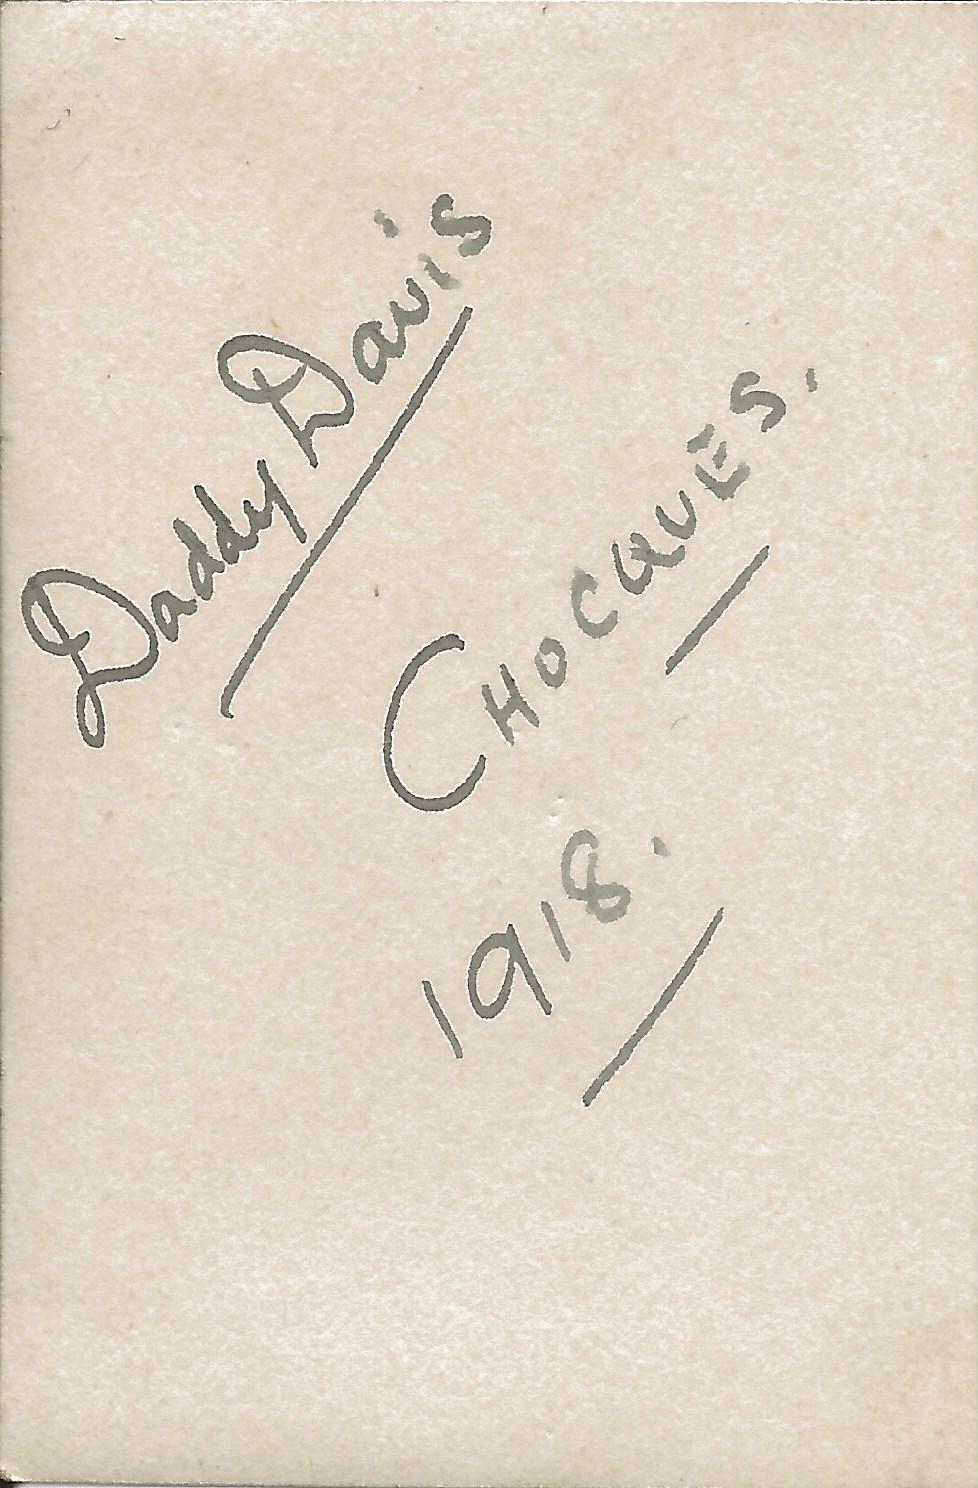 Daddy Davis
CHOCQUES.
1918.